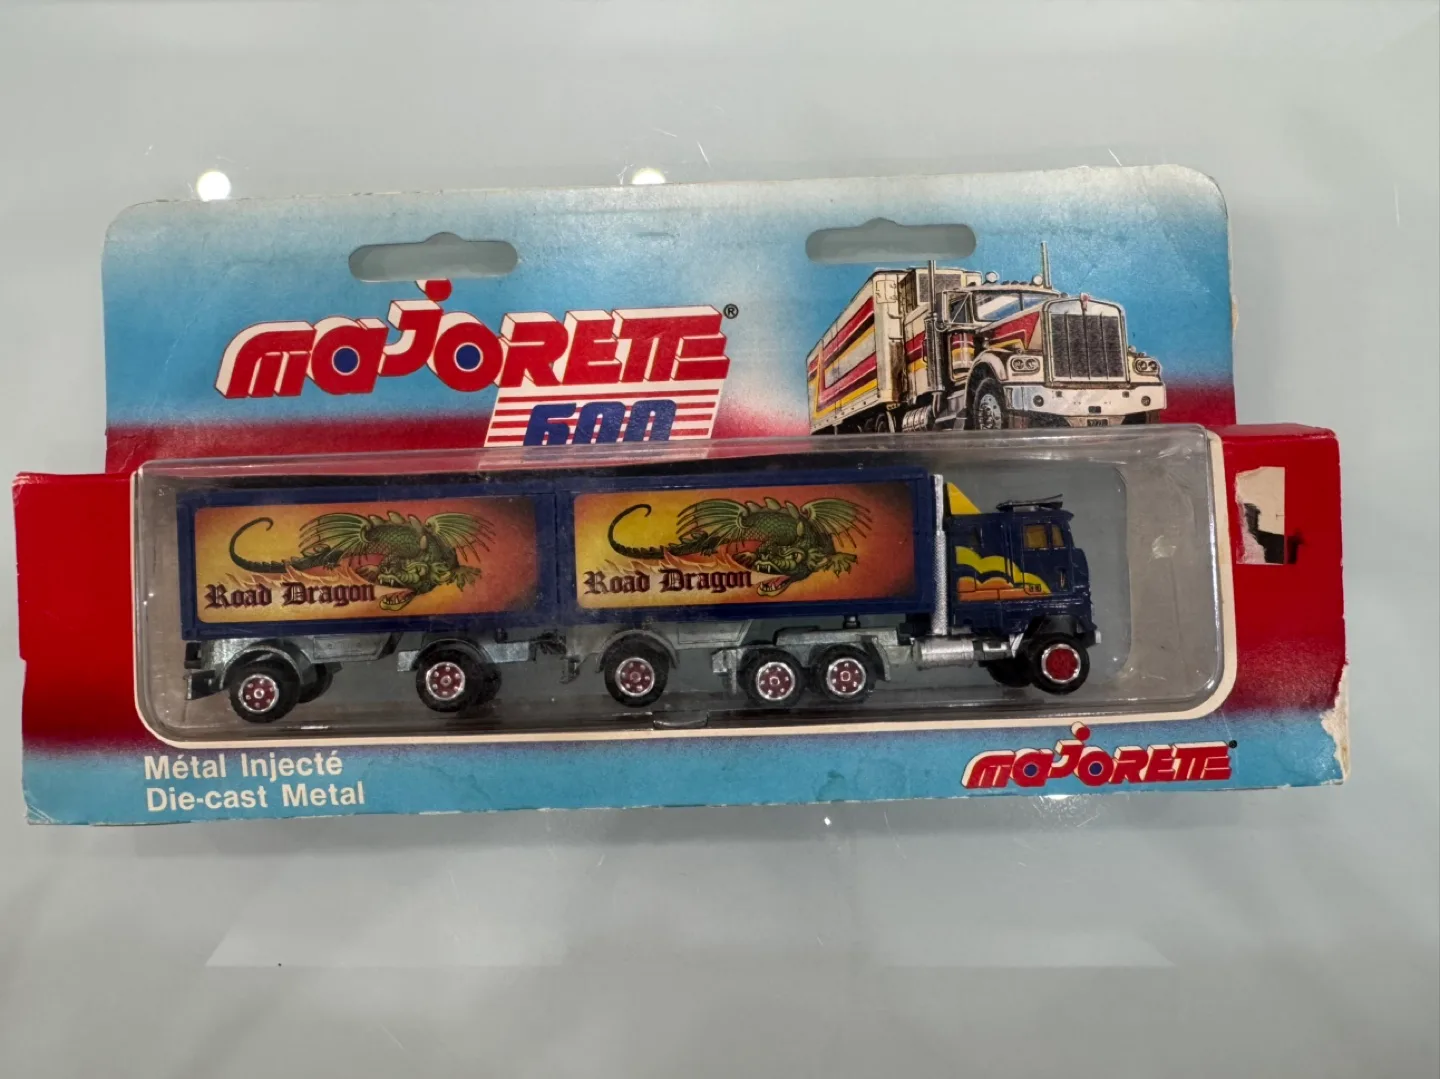 MAJORETTE®
600
Road Dragon
Road Dragon
Métal Injecté
Die-cast Metal
MAJORETTE